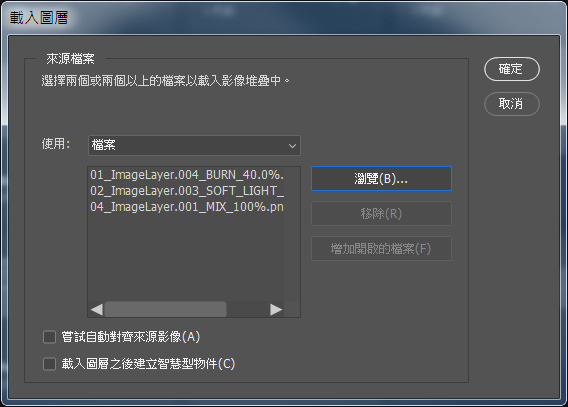 載入圖層
來源檔案
選擇兩個或兩個以上的檔案以載入影像堆疊中。
確定
取消
使用:
檔案
01_ImageLayer.004_BURN_40.0%.
02_ImageLayer.003_SOFT_LIGHT_
04_ImageLayer.001_MIX_100%.pn
瀏覽(B)...
移除(R)
增加開啟的檔案(F)
嘗試自動對齊來源影像(A)
載入圖層之後建立智慧型物件(C)